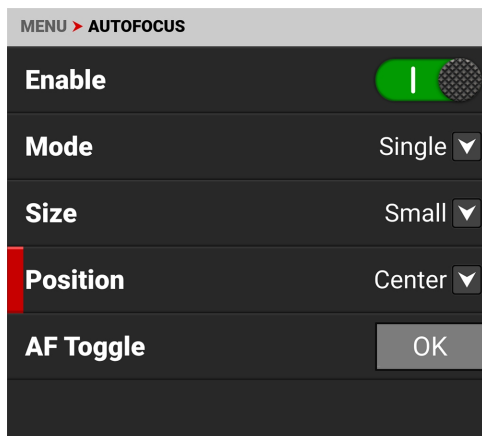 MENU ➤ AUTOFOCUS
Enable
Mode Single
Size Small
Position Center
AF Toggle OK